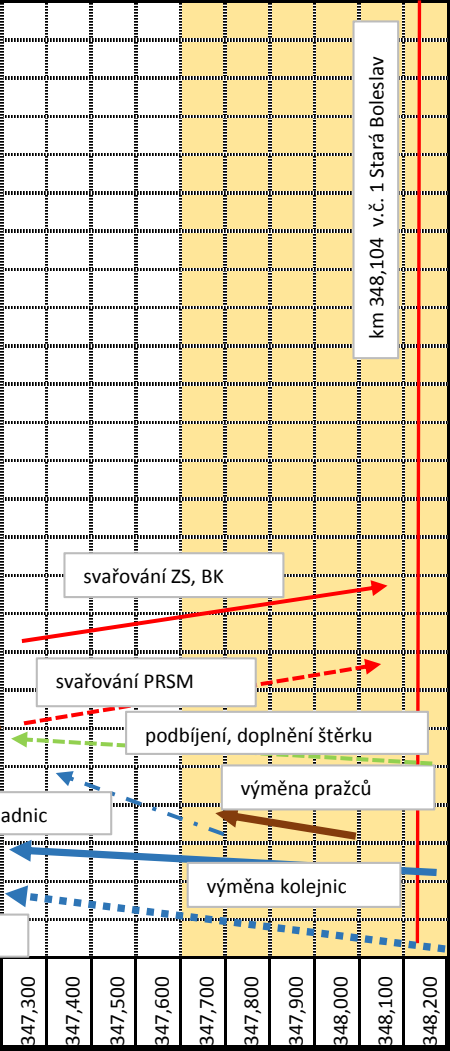 km 348,104 v.č. 1 Stará Boleslav
svařování ZS, BK
svařování PRSM
podbíjení, doplnění štěrku
výměna pražců
adnic
výměna kolejnic
347,300
347,400
347,500
347,600
347,700
347,800
347,900
348,000
348,100
348,200